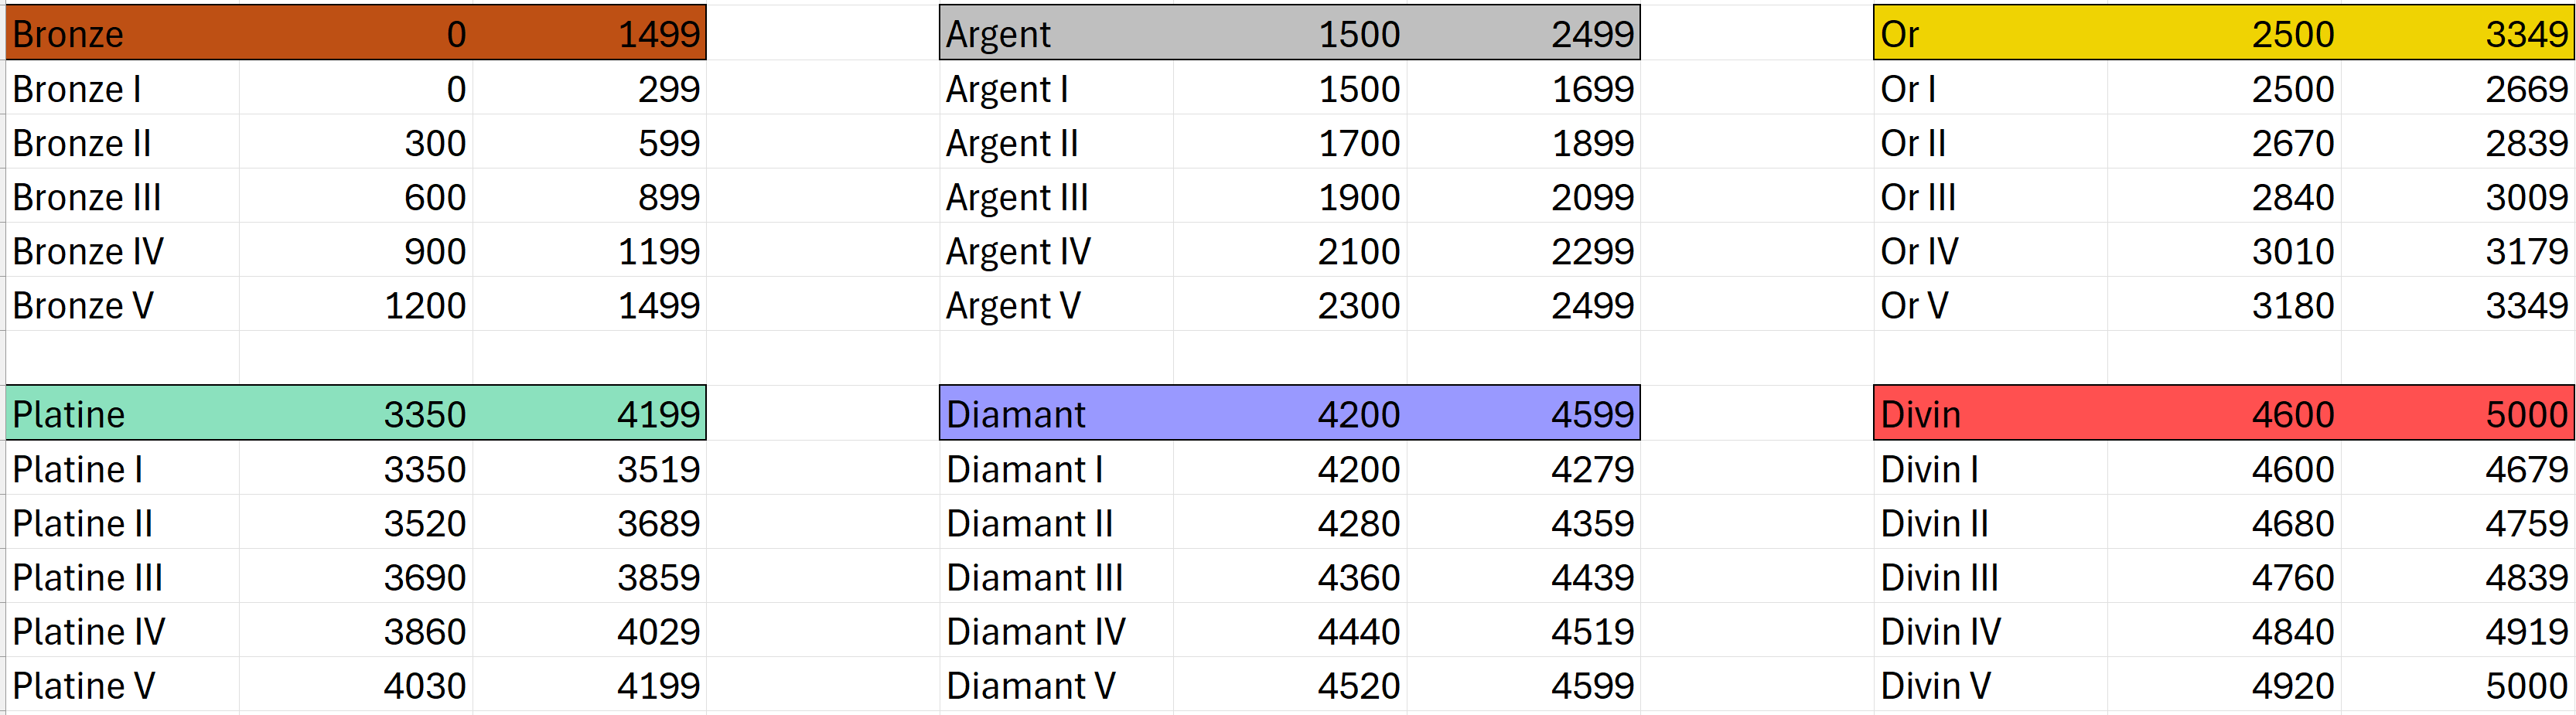 Bronze 0 1499 Argent 1500 2499 Or 2500 3349
Bronze I 0 299 Argent I 1500 1699 Or I 2500 2669
Bronze II 300 599 Argent II 1700 1899 Or II 2670 2839
Bronze III 600 899 Argent III 1900 2099 Or III 2840 3009
Bronze IV 900 1199 Argent IV 2100 2299 Or IV 3010 3179
Bronze V 1200 1499 Argent V 2300 2499 Or V 3180 3349
Platine 3350 4199 Diamant 4200 4599 Divin 4600 5000
Platine I 3350 3519 Diamant I 4200 4279 Divin I 4600 4679
Platine II 3520 3689 Diamant II 4280 4359 Divin II 4680 4759
Platine III 3690 3859 Diamant III 4360 4439 Divin III 4760 4839
Platine IV 3860 4029 Diamant IV 4440 4519 Divin IV 4840 4919
Platine V 4030 4199 Diamant V 4520 4599 Divin V 4920 5000